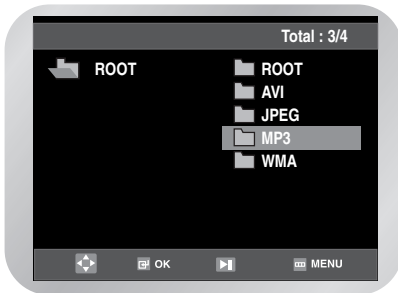 Total : 3/4
ROOT
ROOT
AVI
JPEG
MP3
WMA
OK
MENU